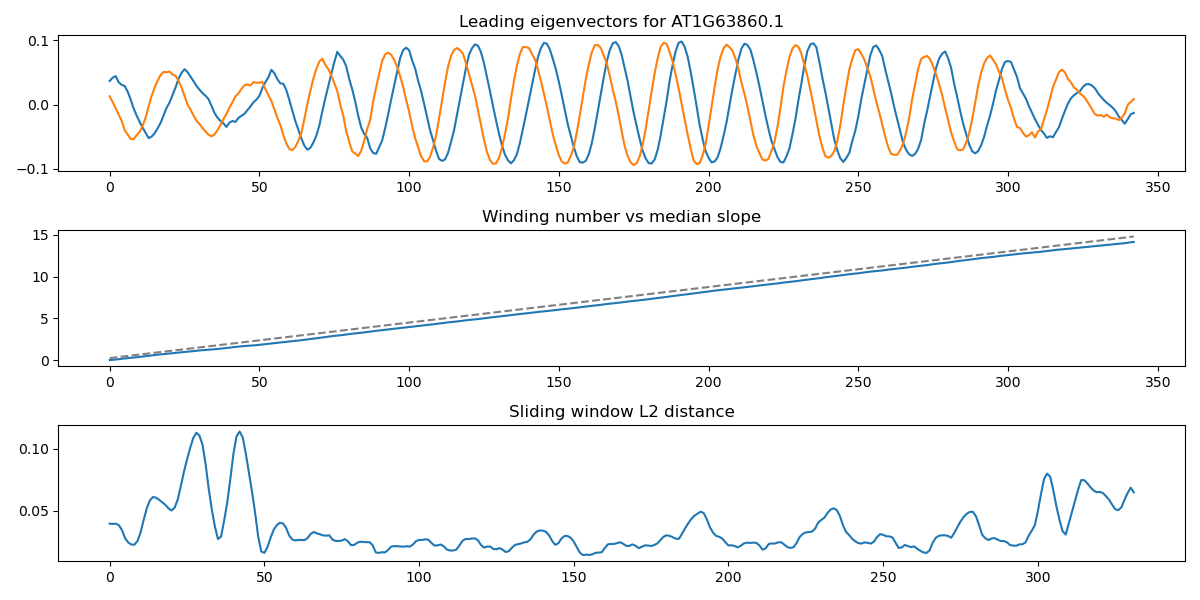 Leading eigenvectors for AT1G63860.1
0.1
0.0
−0.1
0 50 100 150 200 250 300 350
Winding number vs median slope
15
10
5
0
0 50 100 150 200 250 300 350
Sliding window L2 distance
0.10
0.05
0 50 100 150 200 250 300